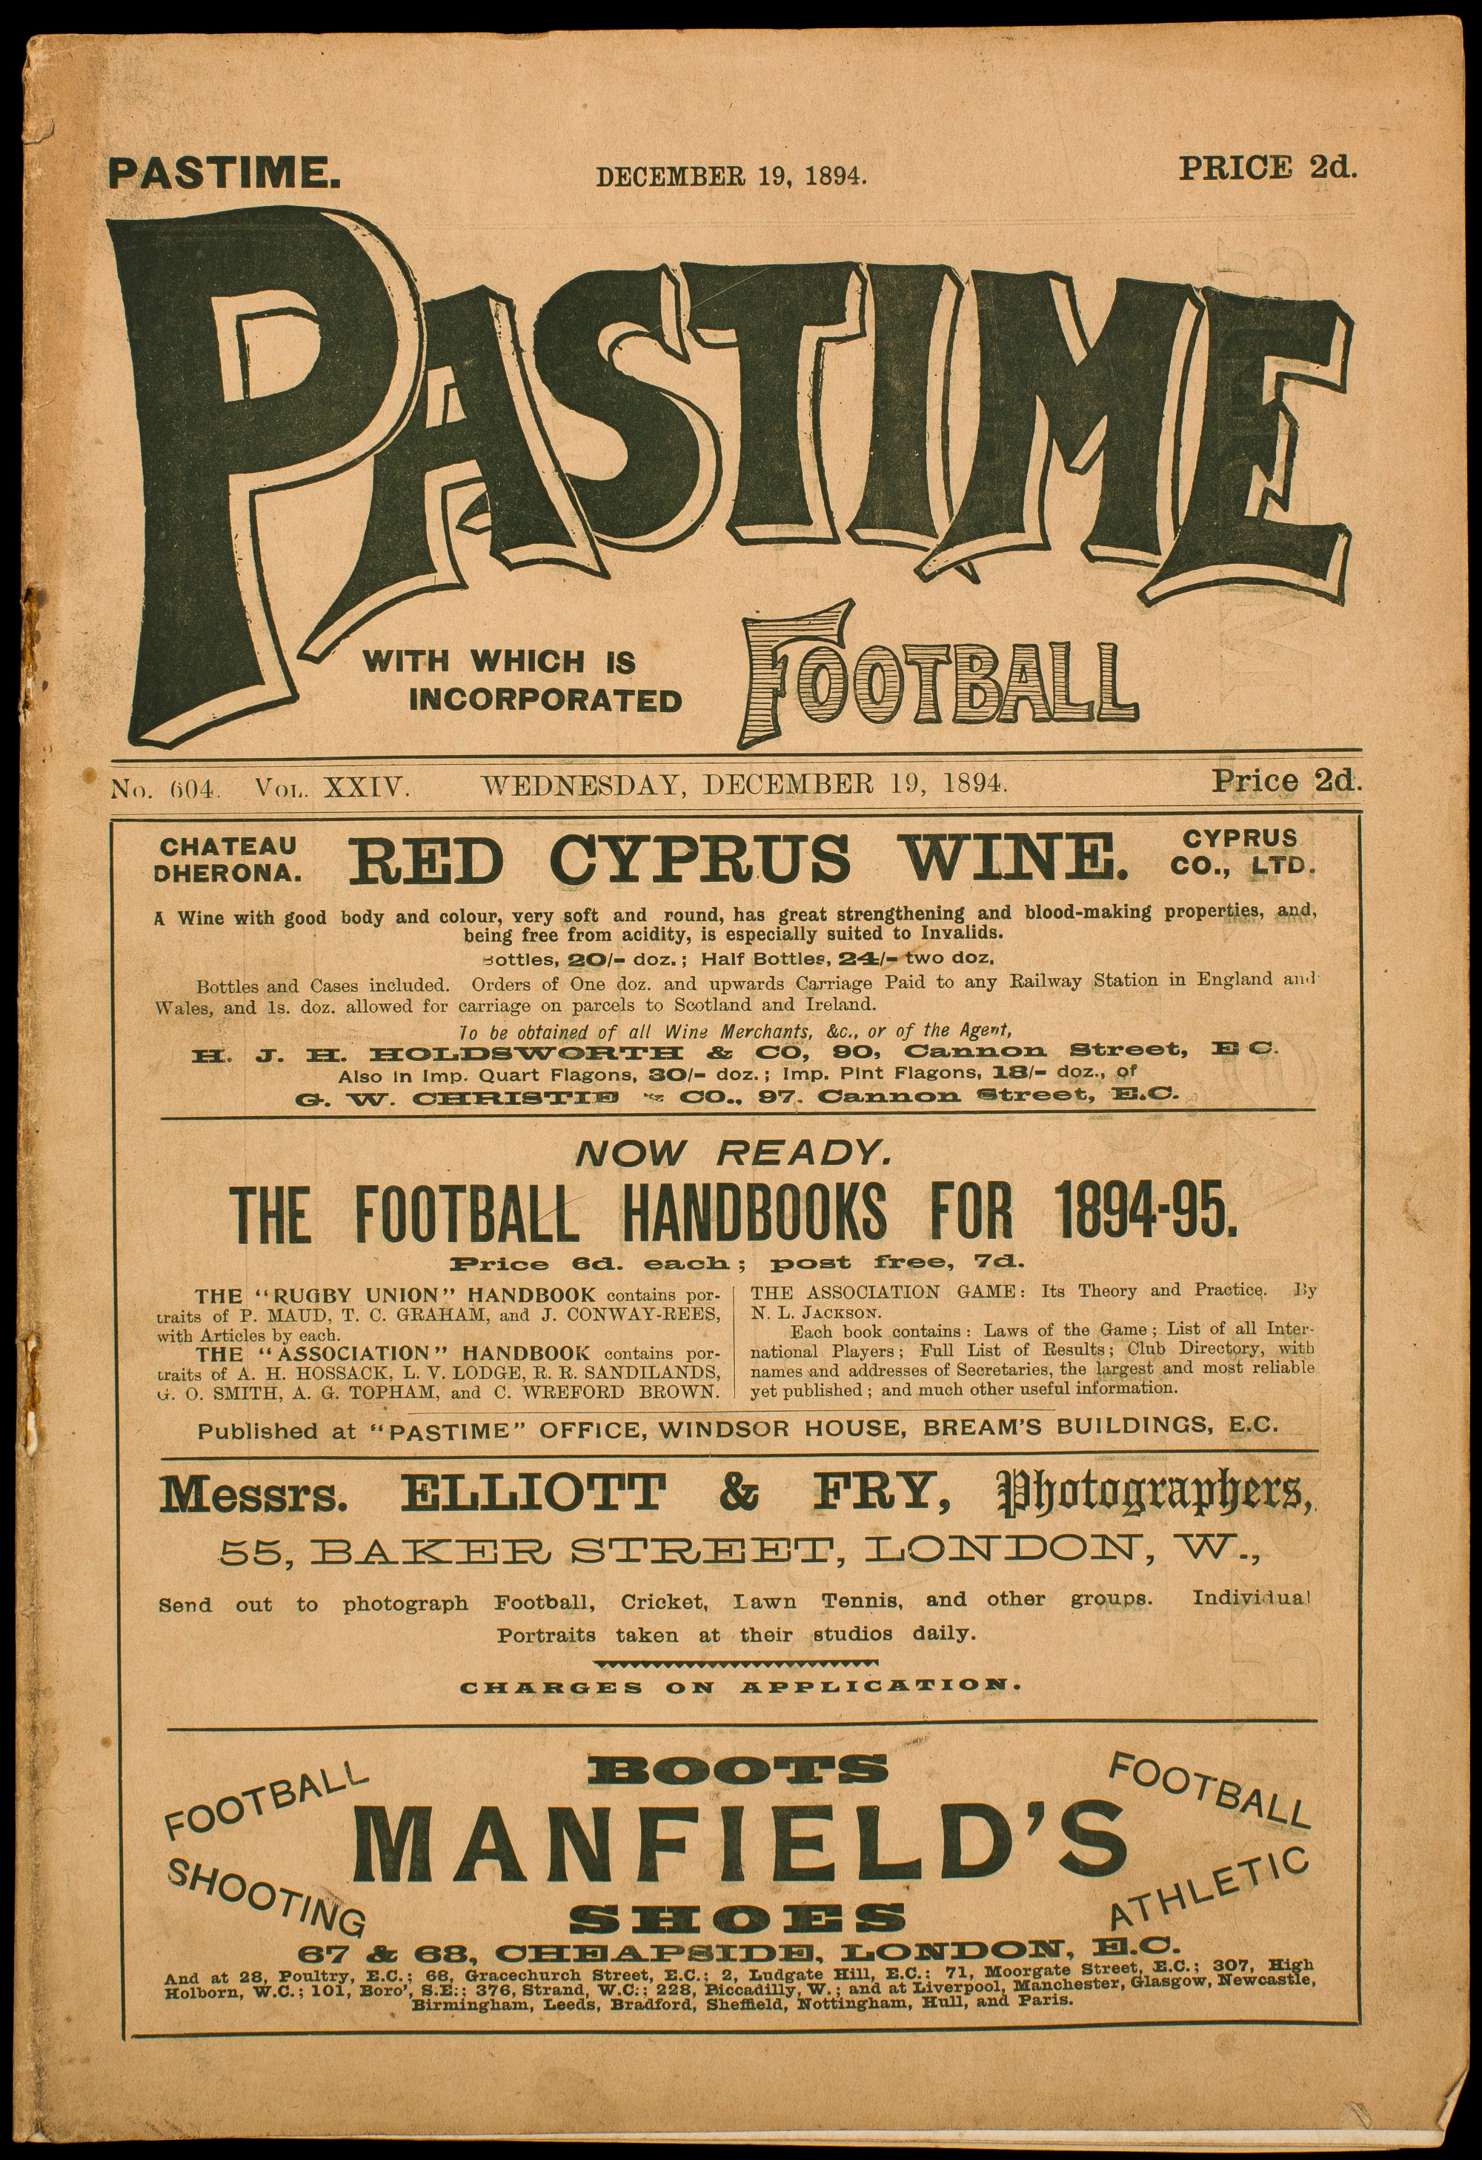 PASTIME.
DECEMBER 19, 1894.
PRICE 2d.
PASTIME
WITH WHICH IS
INCORPORATED
FOOTBALL
No. 604. VOL. XXIV. WEDNESDAY, DECEMBER 19, 1894. Price 2d.
CHATEAU
DHERONA.
RED CYPRUS WINE.
CYPRUS
CO., LTD.
A Wine with good body and colour, very soft and round, has great strengthening and blood-making properties, and,
being free from acidity, is especially suited to Invalids.
Bottles, 20/- doz.; Half Bottles, 24/- two doz.
Bottles and Cases included. Orders of One doz. and upwards Carriage Paid to any Railway Station in England and
Wales, and 1s. doz. allowed for carriage on parcels to Scotland and Ireland.
To be obtained of all Wine Merchants, &c., or of the Agent,
H. J. H. HOLDSWORTH & CO, 90, Cannon Street, E C.
Also in Imp. Quart Flagons, 30/- doz.; Imp. Pint Flagons, 18/- doz., of
G. W. CHRISTIE & CO., 97. Cannon Street, E.C.
NOW READY.
THE FOOTBALL HANDBOOKS FOR 1894-95.
Price 6d. each; post free, 7d.
THE "RUGBY UNION" HANDBOOK contains por-
traits of P. MAUD, T. C. GRAHAM, and J. CONWAY-REES,
with Articles by each.
THE "ASSOCIATION" HANDBOOK contains por-
traits of A. H. HOSSACK, L. V. LODGE, R. R. SANDILANDS,
G. O. SMITH, A. G. TOPHAM, and C. WREFORD BROWN.
THE ASSOCIATION GAME: Its Theory and Practice. By
N. L. JACKSON.
Each book contains: Laws of the Game; List of all Inter-
national Players; Full List of Results; Club Directory, with
names and addresses of Secretaries, the largest and most reliable
yet published; and much other useful information.
Published at "PASTIME" OFFICE, WINDSOR HOUSE, BREAM'S BUILDINGS, E.C.
Messrs. ELLIOTT & FRY, Photographers,
55, BAKER STREET, LONDON, W.,
Send out to photograph Football, Cricket, Lawn Tennis, and other groups. Individual
Portraits taken at their studios daily.
CHARGES ON APPLICATION.
FOOTBALL
SHOOTING
BOOTS
MANFIELD'S
SHOES
FOOTBALL
ATHLETIC
67 & 68, CHEAPSIDE, LONDON, E.C.
And at 28, Poultry, E.C.; 68, Gracechurch Street, E.C.; 2, Ludgate Hill, E.C.; 71, Moorgate Street, E.C.; 307, High
Holborn, W.C.; 101, Boro', S.E.; 376, Strand, W.C.; 228, Piccadilly, W.; and at Liverpool, Manchester, Glasgow, Newcastle,
Birmingham, Leeds, Bradford, Sheffield, Nottingham, Hull, and Paris.